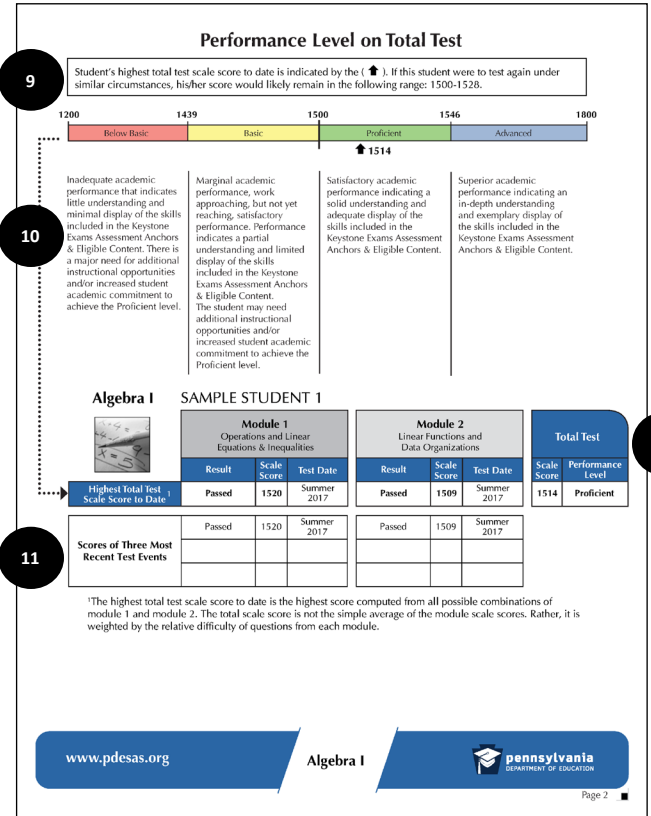 Performance Level on Total Test
9
Student's highest total test scale score to date is indicated by the ( ⬆ ). If this student were to test again under
similar circumstances, his/her score would likely remain in the following range: 1500-1528.
1200 1439 1500 1546 1800
Below Basic Basic Proficient Advanced
⬆ 1514
10
Inadequate academic
performance that indicates
little understanding and
minimal display of the skills
included in the Keystone
Exams Assessment Anchors
& Eligible Content. There is
a major need for additional
instructional opportunities
and/or increased student
academic commitment to
achieve the Proficient level.
Marginal academic
performance, work
approaching, but not yet
reaching, satisfactory
performance. Performance
indicates a partial
understanding and limited
display of the skills
included in the Keystone
Exams Assessment Anchors
& Eligible Content.
The student may need
additional instructional
opportunities and/or
increased student academic
commitment to achieve the
Proficient level.
Satisfactory academic
performance indicating a
solid understanding and
adequate display of the
skills included in the
Keystone Exams Assessment
Anchors & Eligible Content.
Superior academic
performance indicating an
in-depth understanding
and exemplary display of
the skills included in the
Keystone Exams Assessment
Anchors & Eligible Content.
Algebra I SAMPLE STUDENT 1
Module 1
Operations and Linear
Equations & Inequalities
Module 2
Linear Functions and
Data Organizations
Total Test
Result Scale Score Test Date Result Scale Score Test Date Scale Score Performance Level
Highest Total Test 1
Scale Score to Date
Passed 1520 Summer 2017 Passed 1509 Summer 2017 1514 Proficient
11
Scores of Three Most
Recent Test Events
Passed 1520 Summer 2017 Passed 1509 Summer 2017
¹The highest total test scale score to date is the highest score computed from all possible combinations of
module 1 and module 2. The total scale score is not the simple average of the module scale scores. Rather, it is
weighted by the relative difficulty of questions from each module.
www.pdesas.org
Algebra I
pennsylvania
DEPARTMENT OF EDUCATION
Page 2